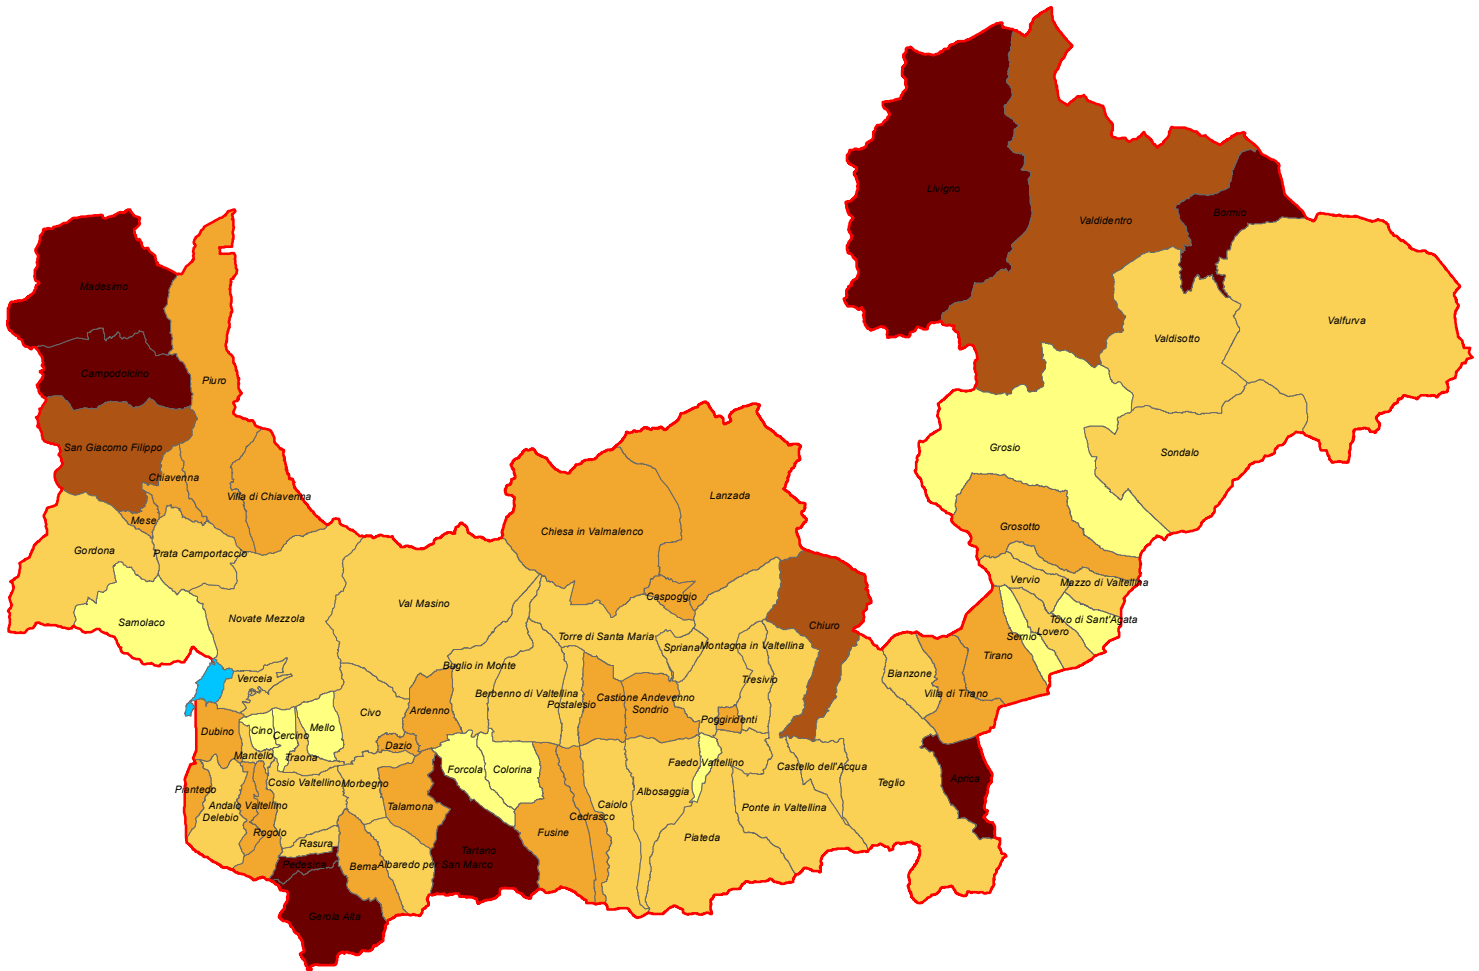 Livigno
Bormio
Valdidentro
Madesimo
Valfurva
Valdisotto
Campodolcino
Piuro
San Giacomo Filippo
Grosio
Sondalo
Chiavenna
Villa di Chiavenna
Lanzada
Mese
Chiesa in Valmalenco
Grosotto
Gordona
Prata Camportaccio
Vervio
Mazzo di Valtellina
Caspoggio
Val Masino
Samolaco
Novate Mezzola
Tovo di Sant'Agata
Chiuro
Lovero
Sernio
Torre di Santa Maria
Spriana
Montagna in Valtellina
Tirano
Buglio in Monte
Bianzone
Verceia
Tresivio
Berbenno di Valtellina
Villa di Tirano
Castione Andevenno
Postalesio
Sondrio
Ardenno
Civo
Poggiridenti
Mello
Dubino
Cino
Cercino
Dazio
Mantello
Traona
Faedo Valtellino
Castello dell'Acqua
Forcola
Colorina
Aprica
Cosio Valtellino
Morbegno
Teglio
Piantedo
Albosaggia
Andalo Valtellino
Talamona
Caiolo
Ponte in Valtellina
Delebio
Cedrasco
Rogolo
Fusine
Piateda
Rasura
Tartano
Pedesina
Bema
Albaredo per San Marco
Gerola Alta